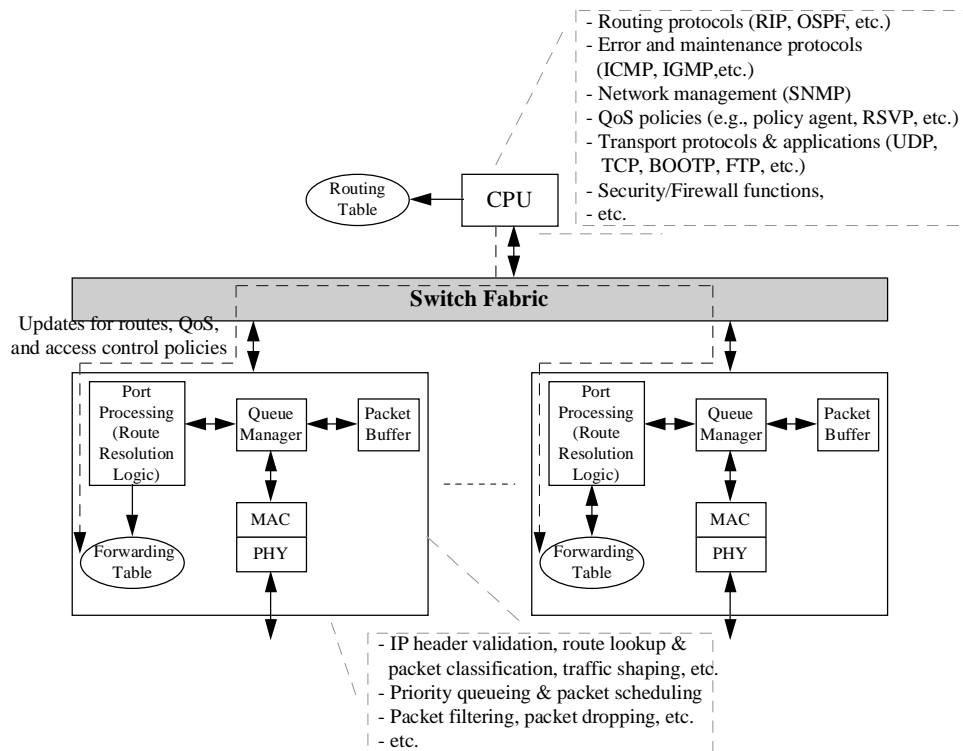 - Routing protocols (RIP, OSPF, etc.)
- Error and maintenance protocols
(ICMP, IGMP,etc.)
- Network management (SNMP)
- QoS policies (e.g., policy agent, RSVP, etc.)
- Transport protocols & applications (UDP,
TCP, BOOTP, FTP, etc.)
- Security/Firewall functions,
- etc.
Routing
Table
CPU
Switch Fabric
Updates for routes, QoS,
and access control policies
Port
Processing
(Route
Resolution
Logic)
Queue
Manager
Packet
Buffer
MAC
PHY
Forwarding
Table
Port
Processing
(Route
Resolution
Logic)
Queue
Manager
Packet
Buffer
MAC
PHY
Forwarding
Table
- IP header validation, route lookup &
packet classification, traffic shaping, etc.
- Priority queueing & packet scheduling
- Packet filtering, packet dropping, etc.
- etc.